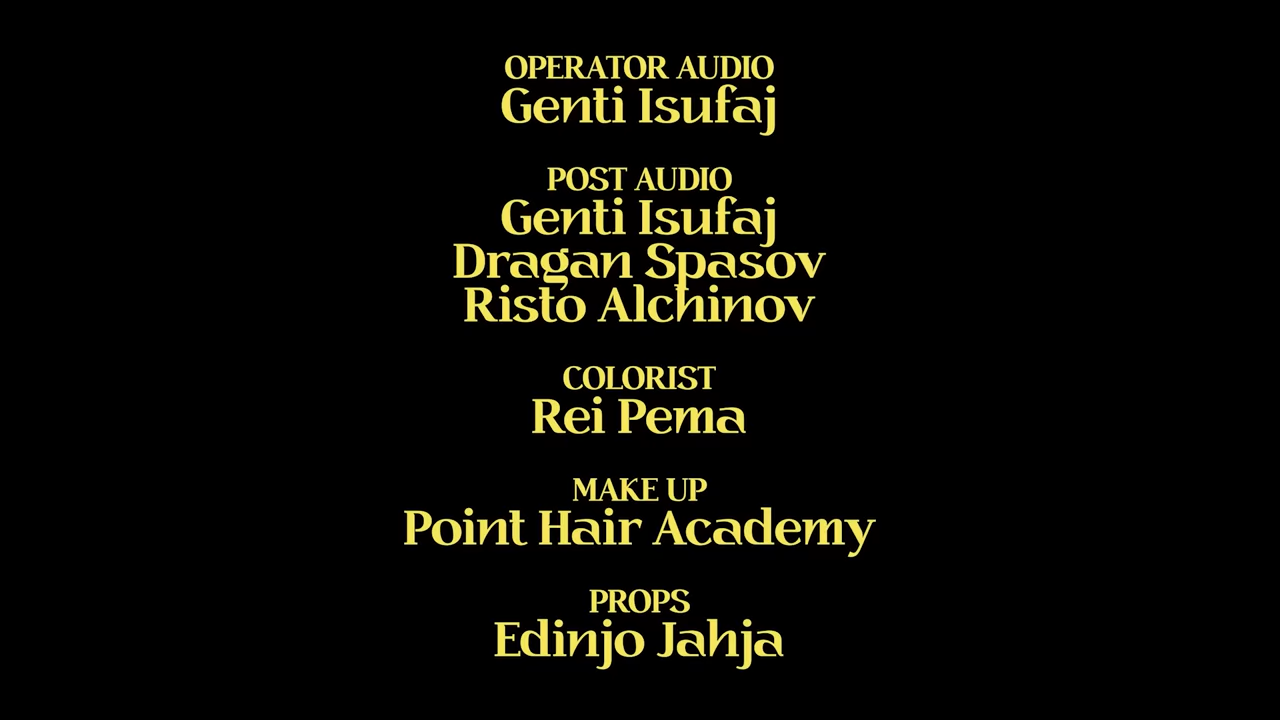 OPERATOR AUDIO
Genti Isufaj
POST AUDIO
Genti Isufaj
Dragan Spasov
Risto Alchinov
COLORIST
Rei Pema
MAKE UP
Point Hair Academy
PROPS
Edinjo Jahja